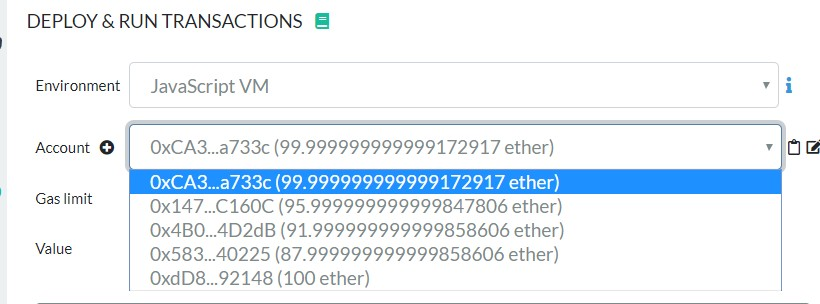 DEPLOY & RUN TRANSACTIONS
Environment JavaScript VM
Account 0xCA3...a733c (99.999999999999172917 ether)
0xCA3...a733c (99.999999999999172917 ether)
Gas limit
0x147...C160C (95.999999999999847806 ether)
0x4B0...4D2dB (91.999999999999858606 ether)
Value
0x583...40225 (87.999999999999858606 ether)
0xdD8...92148 (100 ether)